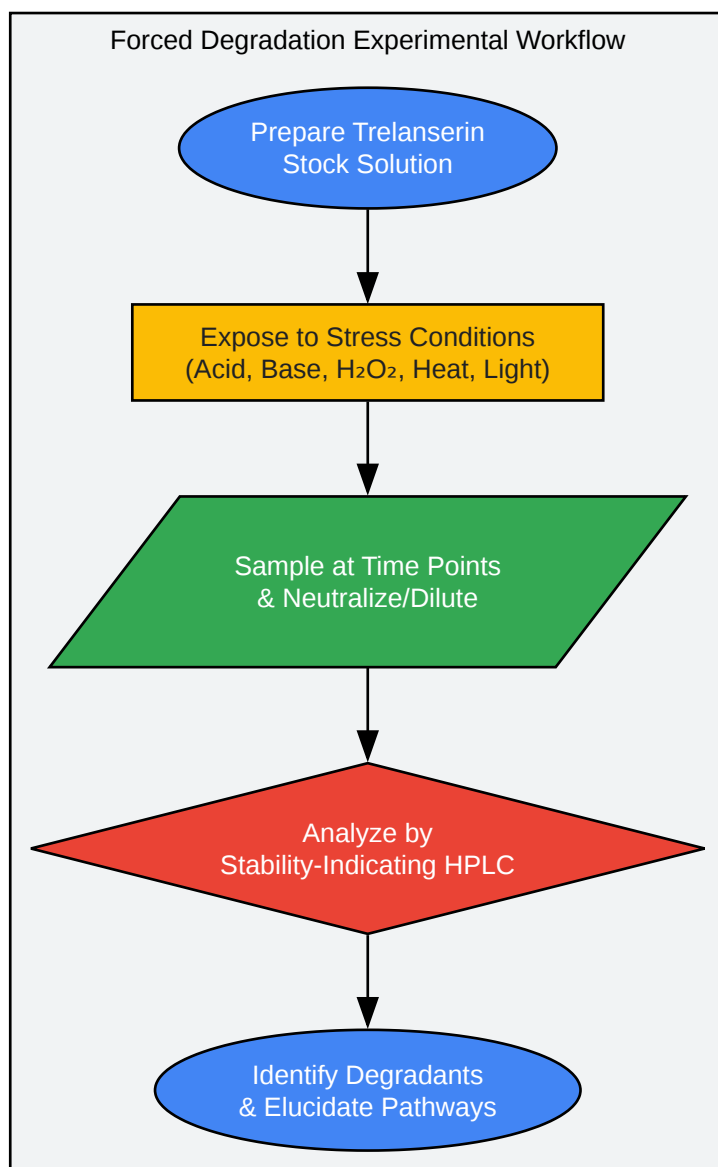 Forced Degradation Experimental Workflow
Prepare Trelanserin
Stock Solution
Expose to Stress Conditions
(Acid, Base, H₂O₂, Heat, Light)
Sample at Time Points
& Neutralize/Dilute
Analyze by
Stability-Indicating HPLC
Identify Degradants
& Elucidate Pathways